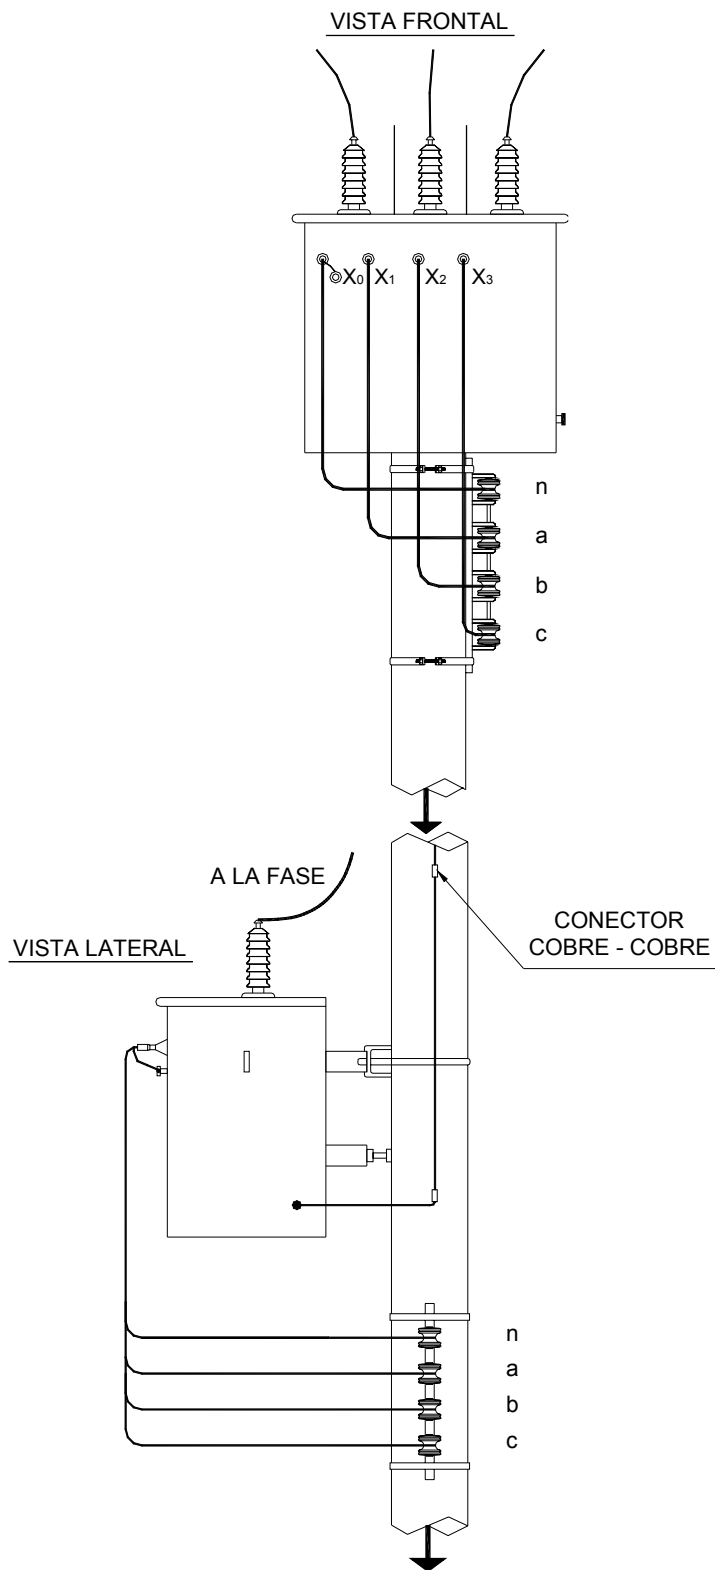 VISTA FRONTAL
X0 X1 X2 X3
n
a
b
c
A LA FASE
VISTA LATERAL
CONECTOR
COBRE - COBRE
n
a
b
c